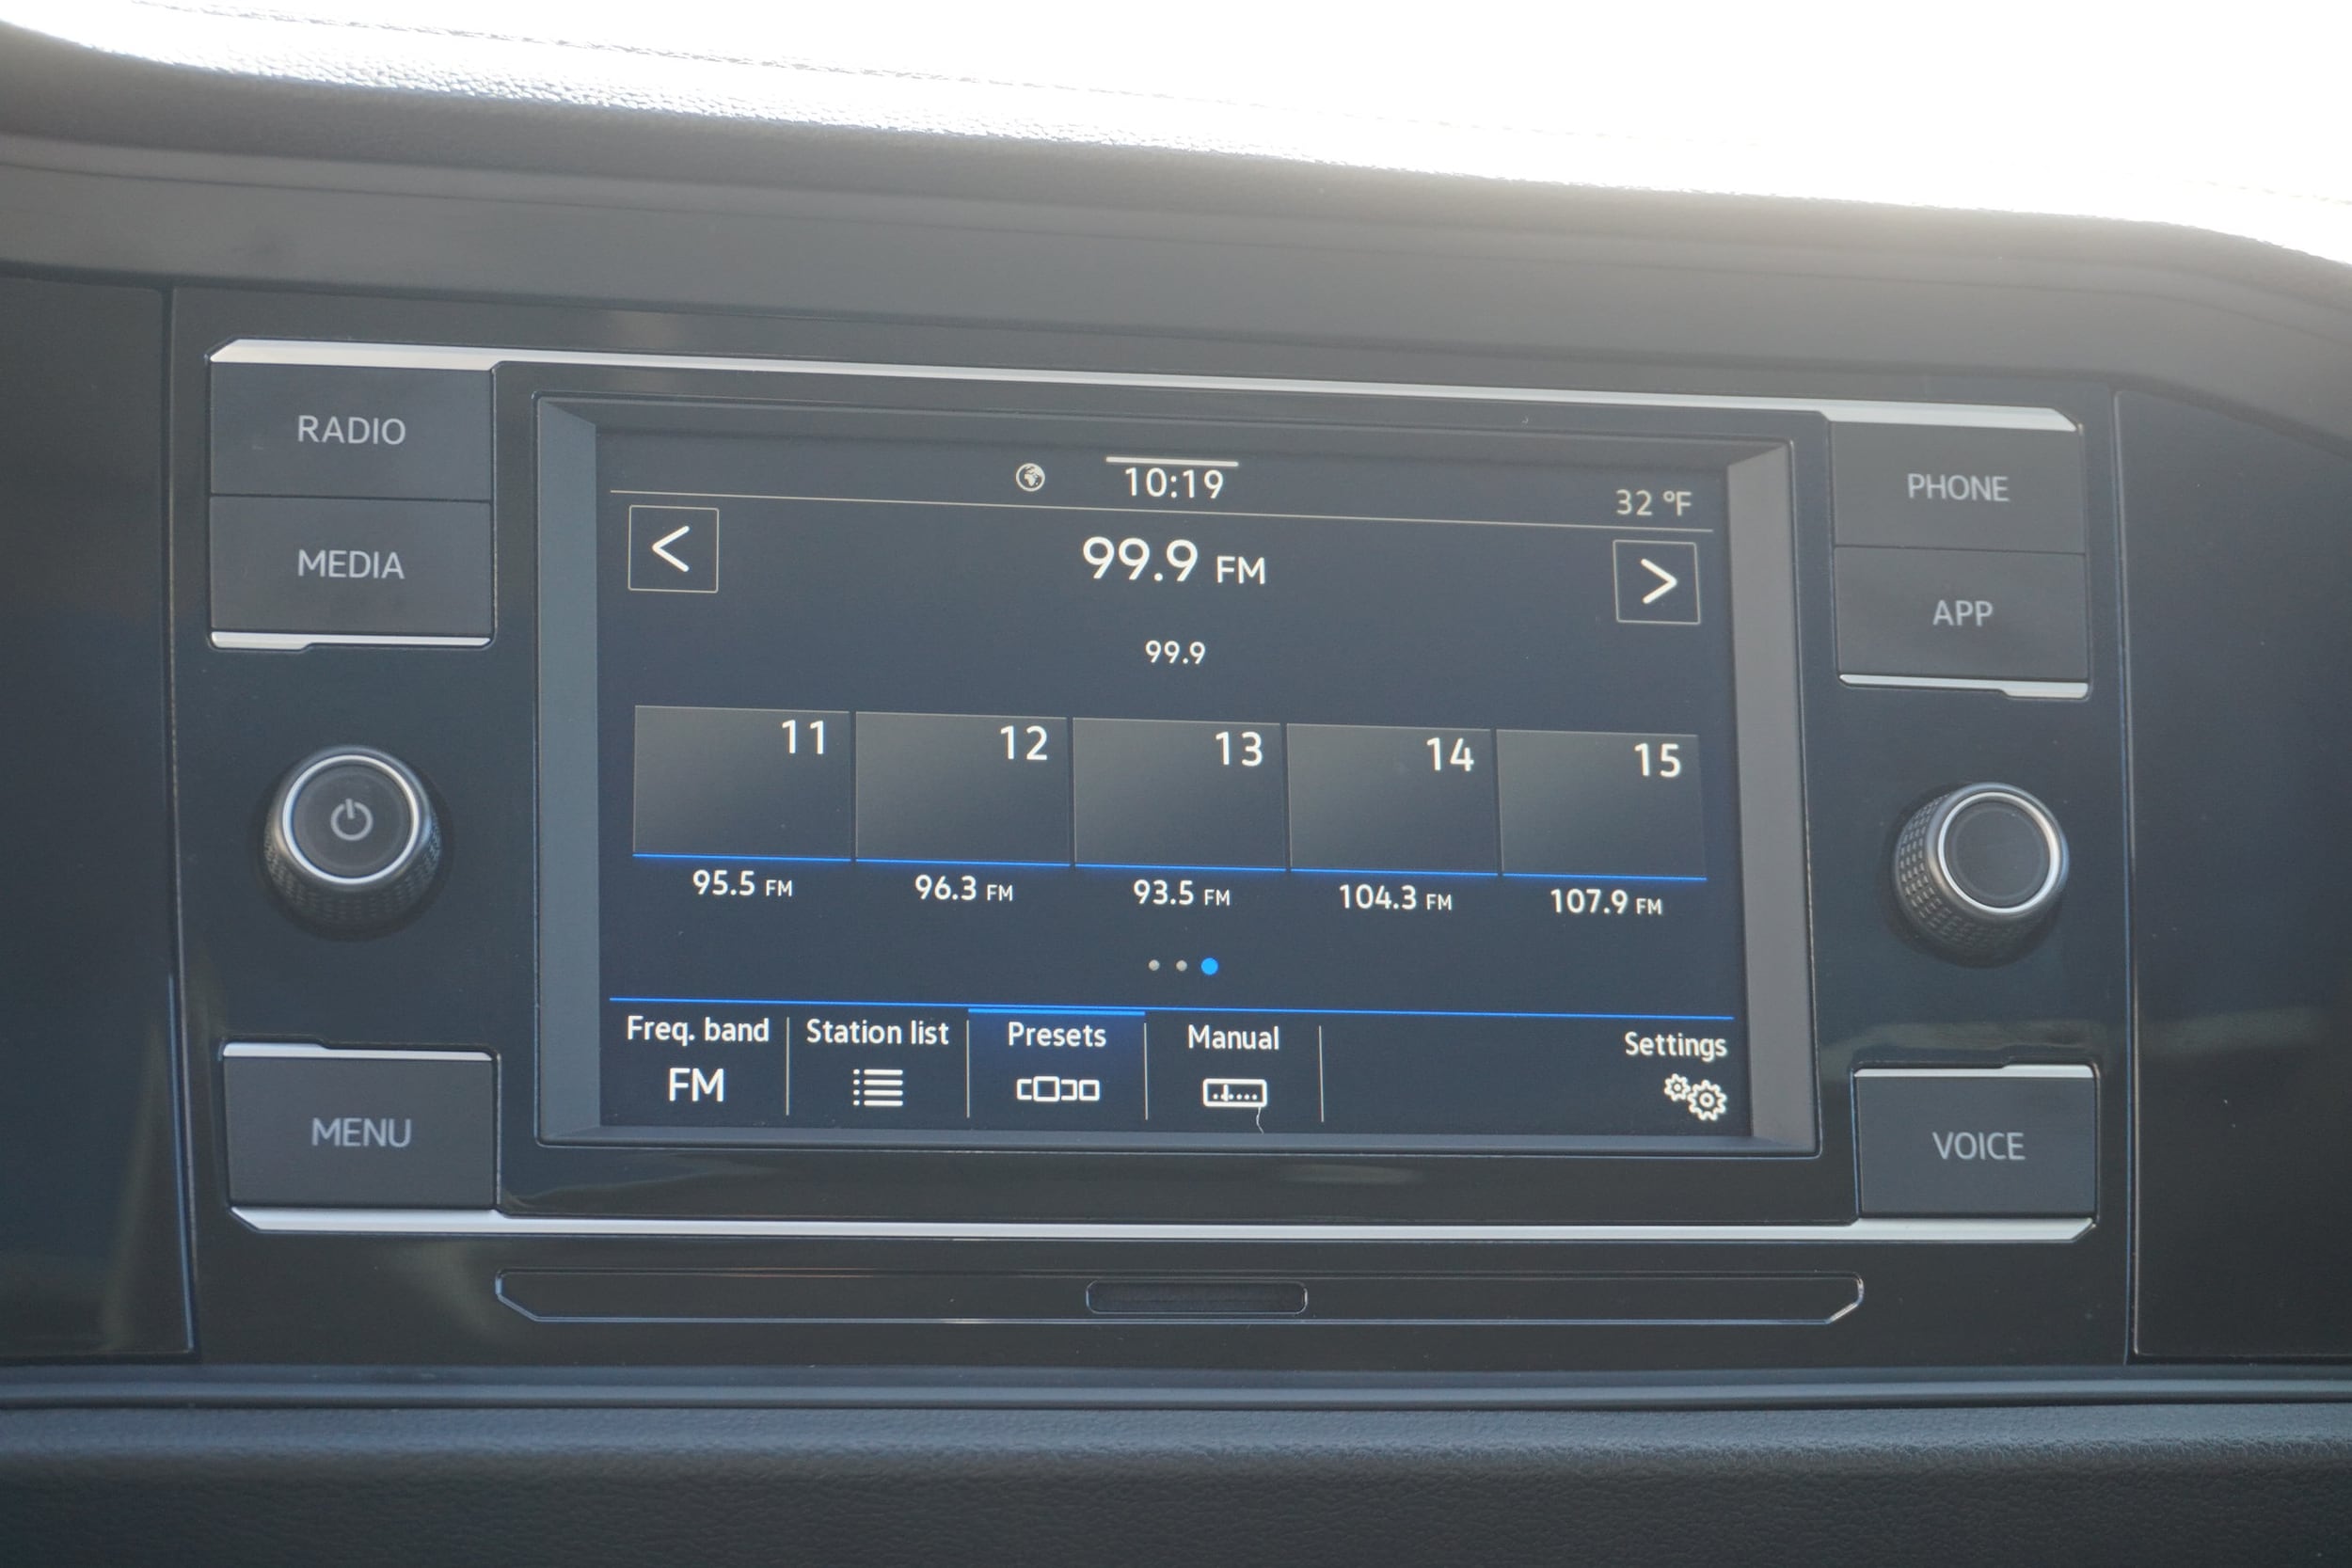 RADIO
MEDIA
MENU
10:19
32 °F
<
99.9 FM
>
99.9
11 12 13 14 15
95.5 FM 96.3 FM 93.5 FM 104.3 FM 107.9 FM
Freq. band Station list Presets Manual Settings
FM
PHONE
APP
VOICE